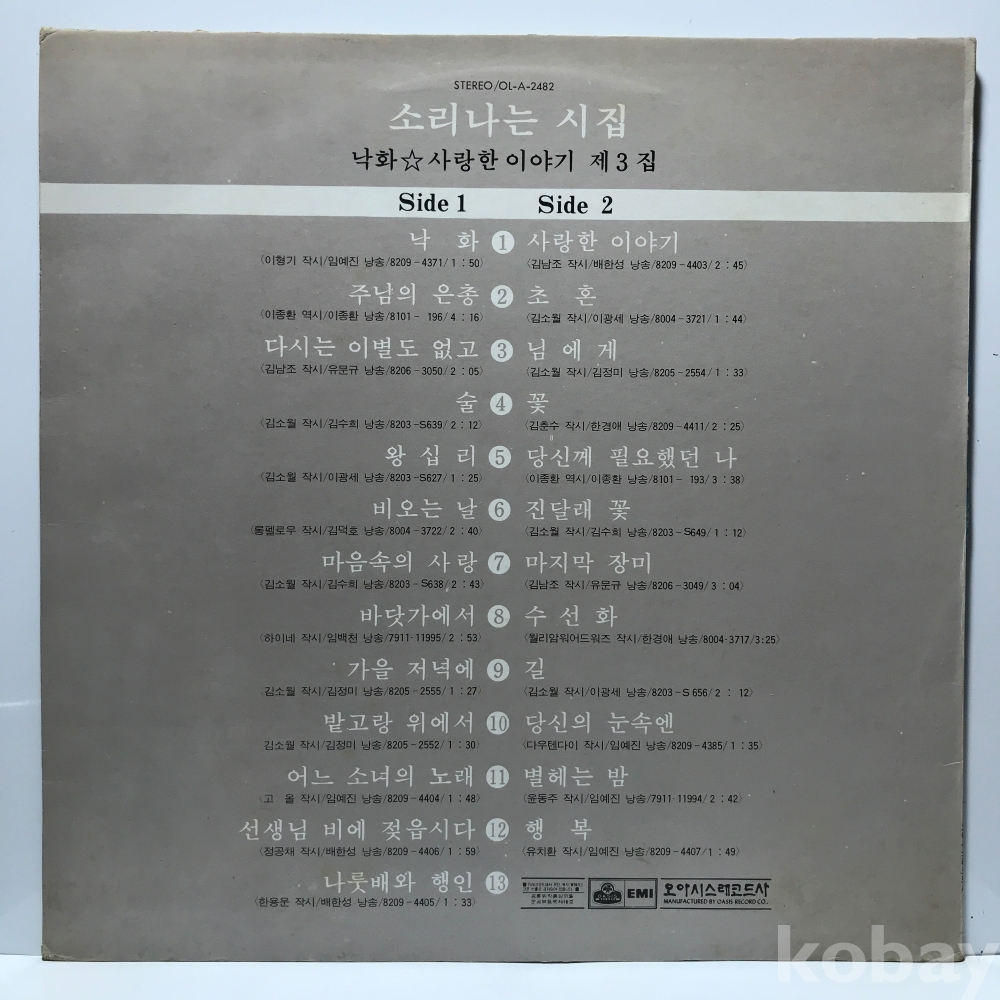 STEREO/OL-A-2482
소리나는 시집
낙화☆사랑한 이야기 제 3 집
Side 1
낙 화 1
〈이형기 작시/임예진 낭송/8209-4371/1 : 50〉
주님의 은총 2
〈이종환 역시/이종환 낭송/8101- 196/4 : 16〉
다시는 이별도 없고 3
〈김남조 작시/유문규 낭송/8206-3050/2 : 05〉
술 4
〈김소월 작시/김수희 낭송/8203-S639/2 : 12〉
왕 십 리 5
〈김소월 작시/이광세 낭송/8203-S627/1 : 25〉
비오는 날 6
〈롱펠로우 작시/김덕호 낭송/8004-3722/2 : 40〉
마음속의 사랑 7
〈김소월 작시/김수희 낭송/8203-S638/2 : 43〉
바닷가에서 8
〈하이네 작시/임백천 낭송/7911-11995/2 : 53〉
가을 저녁에 9
〈김소월 작시/김정미 낭송/8205-2555/1 : 27〉
밭고랑 위에서 10
김소월 작시/김정미 낭송/8205-2552/1 : 30〉
어느 소녀의 노래 11
〈고 올 작시/임예진 낭송/8209-4404/1 : 48〉
선생님 비에 젖읍시다 12
〈정공채 작시/배한성 낭송/8209-4406/1 : 59〉
나룻배와 행인 13
〈한용운 작시/배한성 낭송/8209-4405/1 : 33〉
Side 2
사랑한 이야기
〈김남조 작시/배한성 낭송/8209-4403/2 : 45〉
초 혼
〈김소월 작시/이광세 낭송/8004-3721/1 : 44〉
님 에 게
〈김소월 작시/김정미 낭송/8205-2554/1 : 33〉
꽃
〈김춘수 작시/한경애 낭송/8209-4411/2 : 25〉
당신께 필요했던 나
〈이종환 역시/이종환 낭송/8101- 193/3 : 38〉
진달래 꽃
〈김소월 작시/김수희 낭송/8203-S649/1 : 12〉
마지막 장미
〈김남조 작시/유문규 낭송/8206-3049/3 : 04〉
수 선 화
〈윌리암워어드워즈 작시/한경애 낭송/8004-3717/3:25〉
길
〈김소월 작시/이광세 낭송/8203-S 656/2 : 12〉
당신의 눈속엔
〈다우텐다이 작시/임예진 낭송/8209-4385/1 : 35〉
별헤는 밤
〈윤동주 작시/임예진 낭송/7911-11994/2 : 42〉
행 복
〈유치환 작시/임예진 낭송/8209-4407/1 : 49〉
EMI
오아시스레코드사
MANUFACTURED BY OASIS RECORD CO.,
kobay